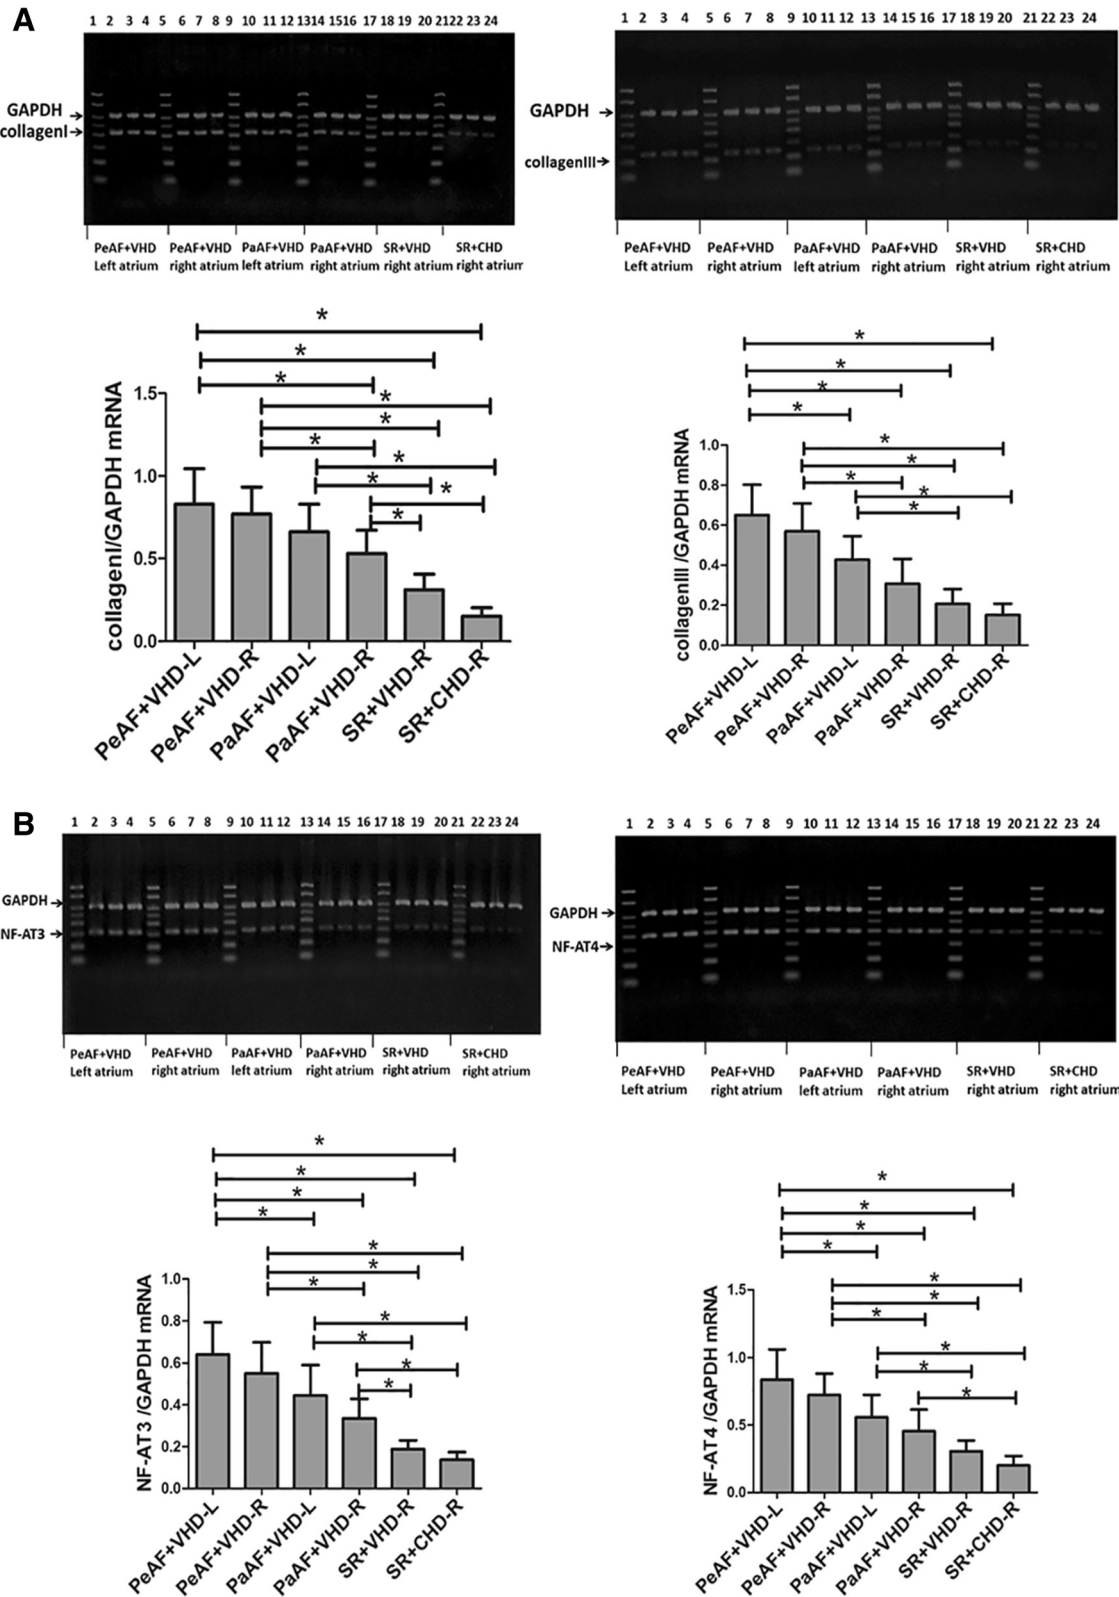 A
1 2 3 4 5 6 7 8 9 10 11 12 13 14 15 16 17 18 19 20 21 22 23 24
GAPDH
collagenI
PeAF+VHD PeAF+VHD PaAF+VHD PaAF+VHD SR+VHD SR+CHD
Left atrium right atrium left atrium right atrium right atrium right atrium
1 2 3 4 5 6 7 8 9 10 11 12 13 14 15 16 17 18 19 20 21 22 23 24
GAPDH
collagenIII
PeAF+VHD PeAF+VHD PaAF+VHD PaAF+VHD SR+VHD SR+CHD
Left atrium right atrium left atrium right atrium right atrium right atrium
* * * * * * * * * *
collagenI/GAPDH mRNA
1.5
1.0
0.5
0.0
PeAF+VHD-L
PeAF+VHD-R
PaAF+VHD-L
PaAF+VHD-R
SR+VHD-R
SR+CHD-R
* * * * * * * * *
collagenIII /GAPDH mRNA
1.0
0.8
0.6
0.4
0.2
0.0
PeAF+VHD-L
PeAF+VHD-R
PaAF+VHD-L
PaAF+VHD-R
SR+VHD-R
SR+CHD-R
B
1 2 3 4 5 6 7 8 9 10 11 12 13 14 15 16 17 18 19 20 21 22 23 24
GAPDH
NF-AT3
PeAF+VHD PeAF+VHD PaAF+VHD PaAF+VHD SR+VHD SR+CHD
Left atrium right atrium left atrium right atrium right atrium right atrium
1 2 3 4 5 6 7 8 9 10 11 12 13 14 15 16 17 18 19 20 21 22 23 24
GAPDH
NF-AT4
PeAF+VHD PeAF+VHD PaAF+VHD PaAF+VHD SR+VHD SR+CHD
Left atrium right atrium left atrium right atrium right atrium right atrium
* * * * * * * * * * *
NF-AT3 /GAPDH mRNA
1.0
0.8
0.6
0.4
0.2
0.0
PeAF+VHD-L
PeAF+VHD-R
PaAF+VHD-L
PaAF+VHD-R
SR+VHD-R
SR+CHD-R
* * * * * * * * * *
NF-AT4 /GAPDH mRNA
1.5
1.0
0.5
0.0
PeAF+VHD-L
PeAF+VHD-R
PaAF+VHD-L
PaAF+VHD-R
SR+VHD-R
SR+CHD-R